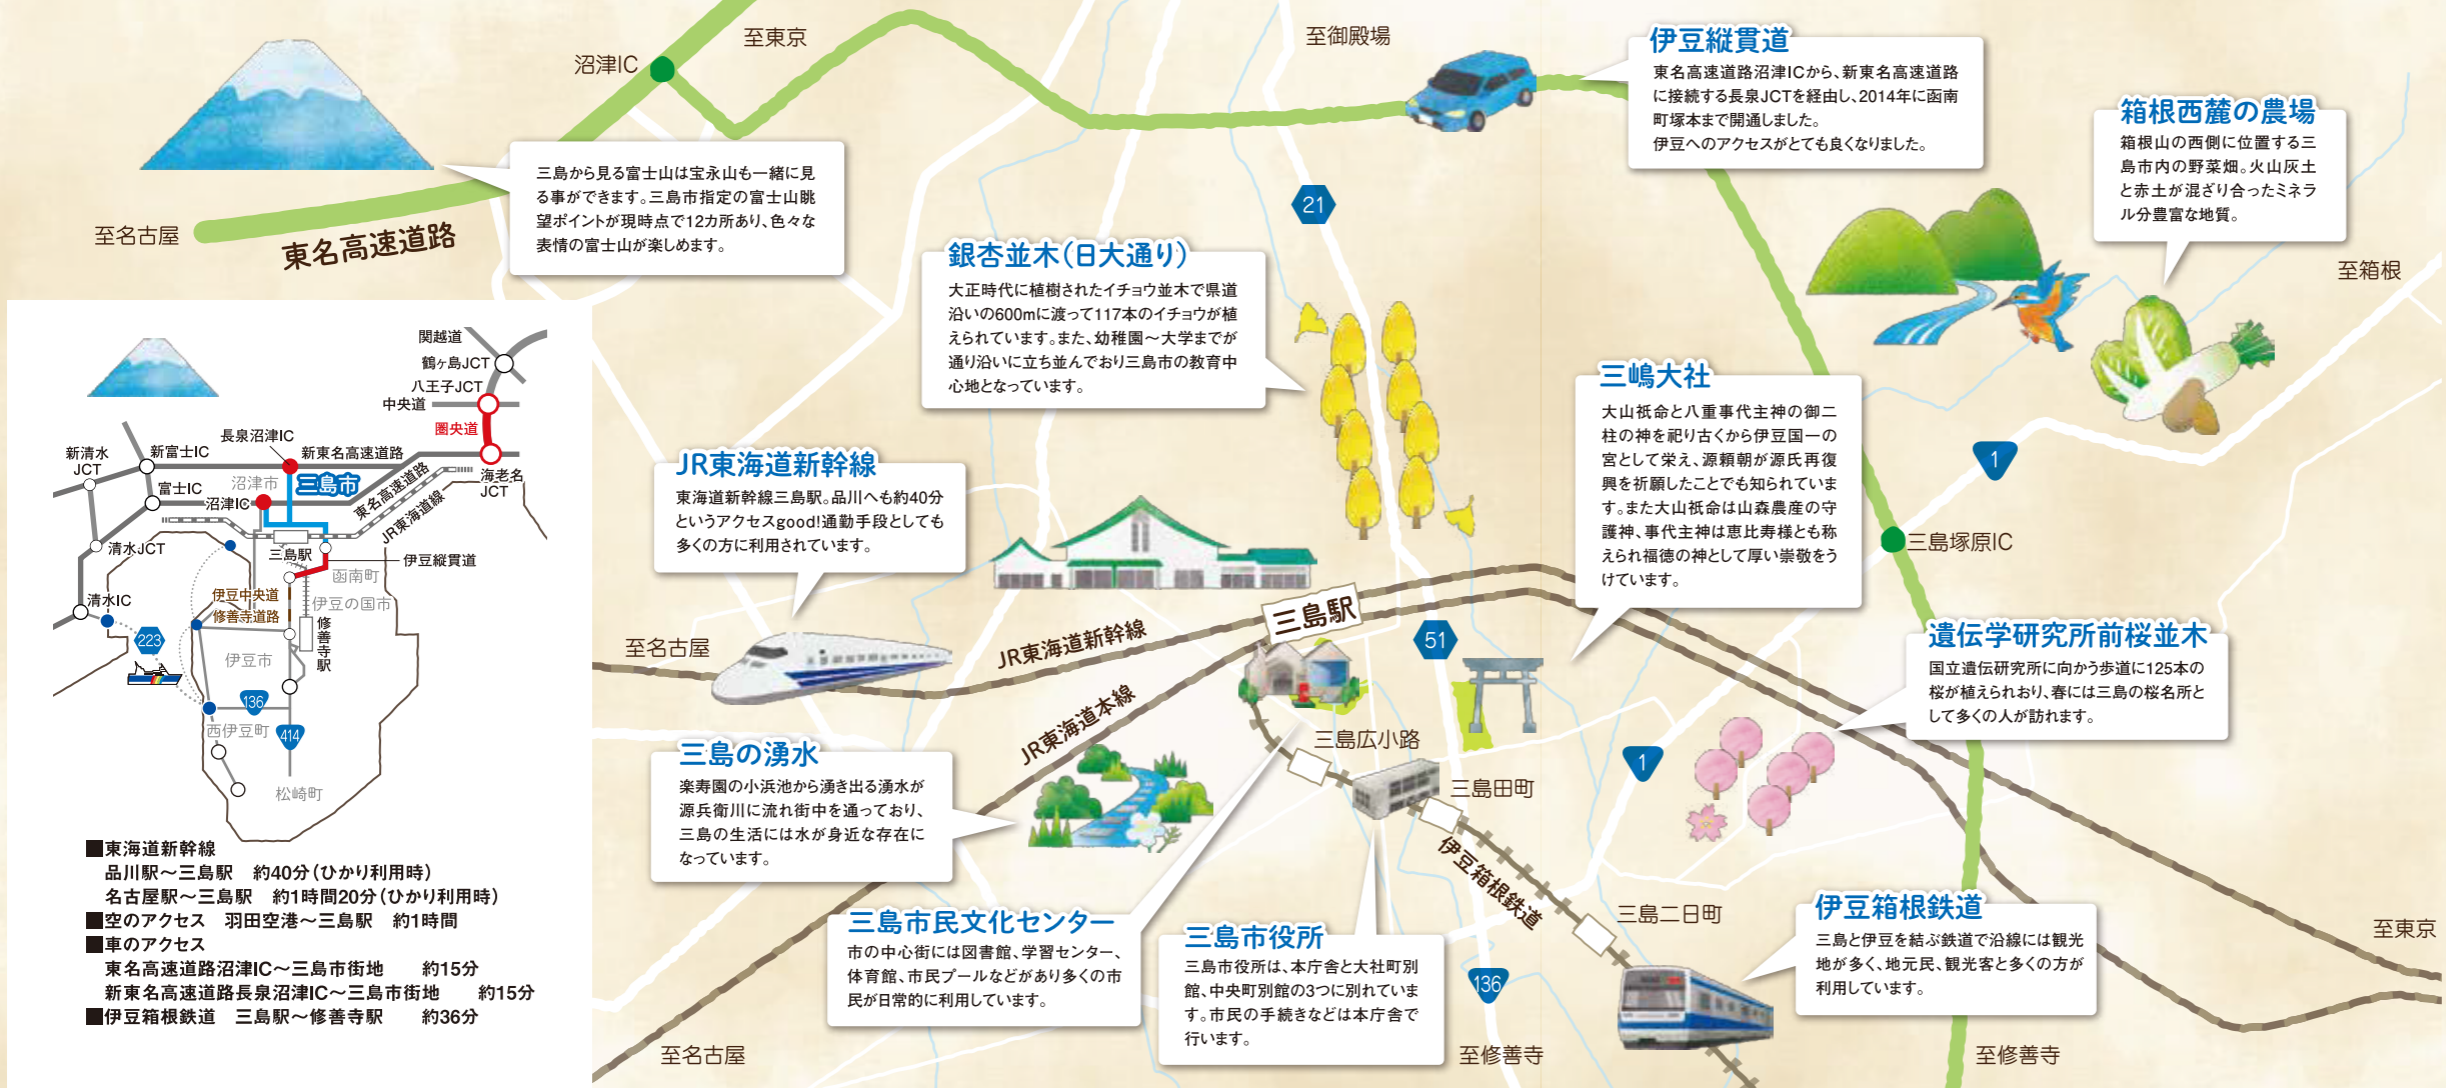 至東京
沼津IC
至名古屋
東名高速道路
三島から見る富士山は宝永山も一緒に見
る事ができます。三島市指定の富士山眺
望ポイントが現時点で12カ所あり、色々な
表情の富士山が楽しめます。
至御殿場
伊豆縦貫道
東名高速道路沼津ICから、新東名高速道路
に接続する長泉JCTを経由し、2014年に函南
町塚本まで開通しました。
伊豆へのアクセスがとても良くなりました。
箱根西麓の農場
箱根山の西側に位置する三
島市内の野菜畑。火山灰土
と赤土が混ざり合ったミネラ
ル分豊富な地質。
至箱根
21
銀杏並木(日大通り)
大正時代に植樹されたイチョウ並木で県道
沿いの600mに渡って117本のイチョウが植
えられています。また、幼稚園〜大学までが
通り沿いに立ち並んでおり三島市の教育中
心地となっています。
三嶋大社
大山祇命と八重事代主神の御二
柱の神を祀り古くから伊豆国一の
宮として栄え、源頼朝が源氏再復
興を祈願したことでも知られていま
す。また大山祇命は山森農産の守
護神、事代主神は恵比寿様とも称
えられ福徳の神として厚い崇敬をう
けています。
1
三島塚原IC
JR東海道新幹線
東海道新幹線三島駅。品川へも約40分
というアクセスgood!通勤手段としても
多くの方に利用されています。
至名古屋
JR東海道新幹線
JR東海道本線
三島駅
51
遺伝学研究所前桜並木
国立遺伝研究所に向かう歩道に125本の
桜が植えられおり、春には三島の桜名所と
して多くの人が訪れます。
三島の湧水
楽寿園の小浜池から湧き出る湧水が
源兵衛川に流れ街中を通っており、
三島の生活には水が身近な存在に
なっています。
三島広小路
三島田町
1
伊豆箱根鉄道
三島二日町
三島市民文化センター
市の中心街には図書館、学習センター、
体育館、市民プールなどがあり多くの市
民が日常的に利用しています。
三島市役所
三島市役所は、本庁舎と大社町別
館、中央町別館の3つに別れていま
す。市民の手続きなどは本庁舎で
行います。
136
伊豆箱根鉄道
三島と伊豆を結ぶ鉄道で沿線には観光
地が多く、地元民、観光客と多くの方が
利用しています。
至東京
至名古屋
至修善寺
至修善寺
関越道
鶴ヶ島JCT
八王子JCT
中央道
圏央道
長泉沼津IC
新清水
JCT
新富士IC
新東名高速道路
沼津市
三島市
富士IC
沼津IC
東名高速道路
JR東海道線
海老名
JCT
清水JCT
三島駅
伊豆縦貫道
函南町
清水IC
伊豆中央道
修善寺道路
伊豆の国市
修善寺駅
223
伊豆市
136
西伊豆町
414
松崎町
■東海道新幹線
品川駅〜三島駅 約40分(ひかり利用時)
名古屋駅〜三島駅 約1時間20分(ひかり利用時)
■空のアクセス 羽田空港〜三島駅 約1時間
■車のアクセス
東名高速道路沼津IC〜三島市街地 約15分
新東名高速道路長泉沼津IC〜三島市街地 約15分
■伊豆箱根鉄道 三島駅〜修善寺駅 約36分